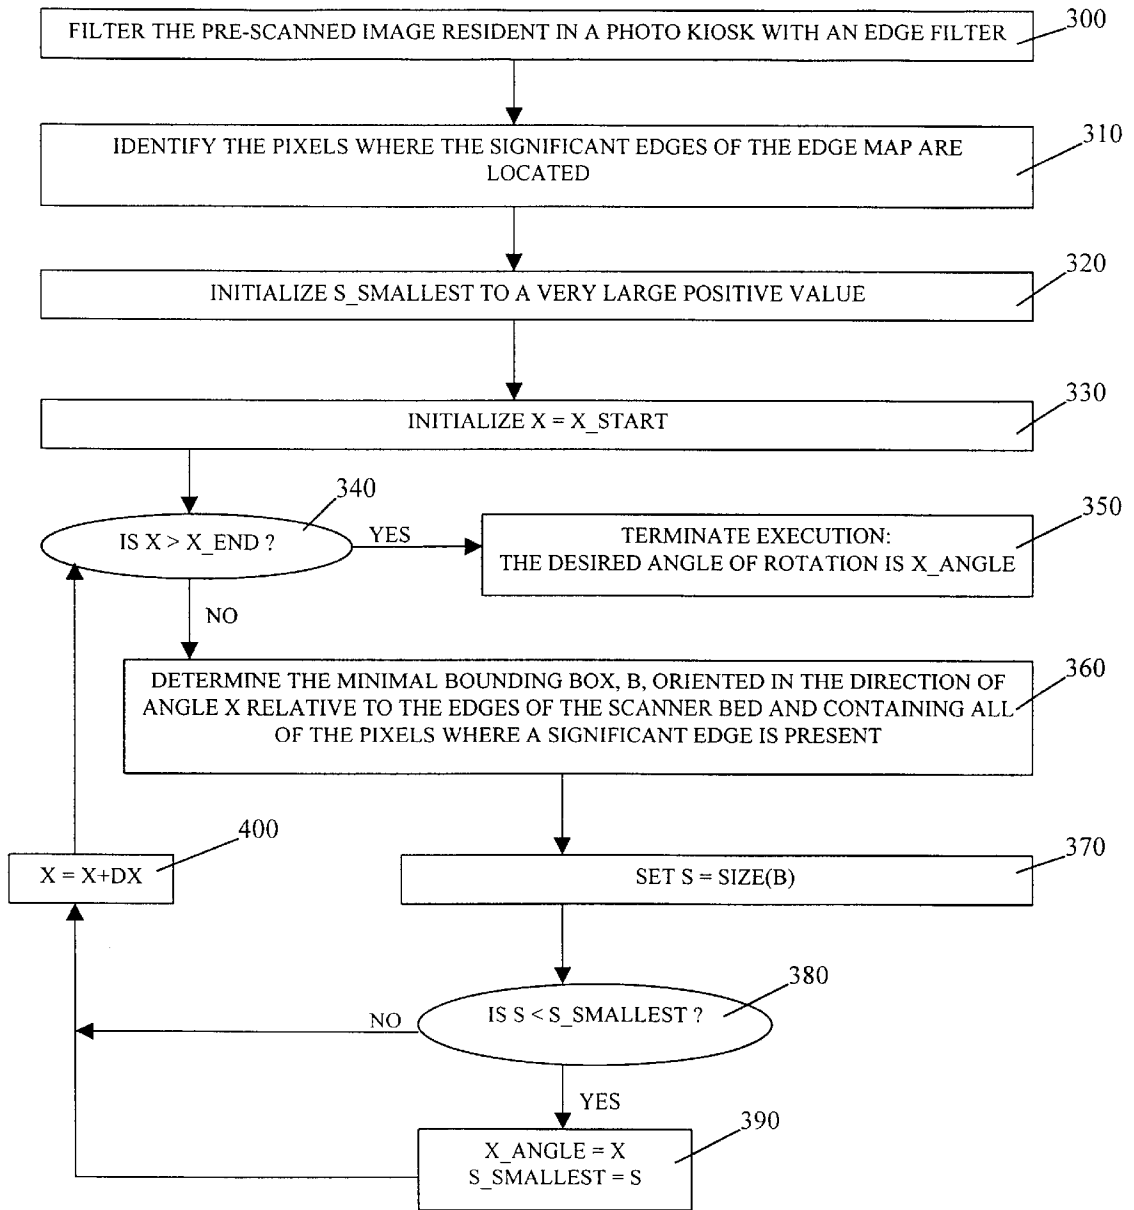 300
FILTER THE PRE-SCANNED IMAGE RESIDENT IN A PHOTO KIOSK WITH AN EDGE FILTER
310
IDENTIFY THE PIXELS WHERE THE SIGNIFICANT EDGES OF THE EDGE MAP ARE
LOCATED
320
INITIALIZE S_SMALLEST TO A VERY LARGE POSITIVE VALUE
330
INITIALIZE X = X_START
340
IS X > X_END ?
YES
NO
350
TERMINATE EXECUTION:
THE DESIRED ANGLE OF ROTATION IS X_ANGLE
360
DETERMINE THE MINIMAL BOUNDING BOX, B, ORIENTED IN THE DIRECTION OF
ANGLE X RELATIVE TO THE EDGES OF THE SCANNER BED AND CONTAINING ALL
OF THE PIXELS WHERE A SIGNIFICANT EDGE IS PRESENT
400
X = X+DX
370
SET S = SIZE(B)
380
IS S < S_SMALLEST ?
NO
YES
390
X_ANGLE = X
S_SMALLEST = S